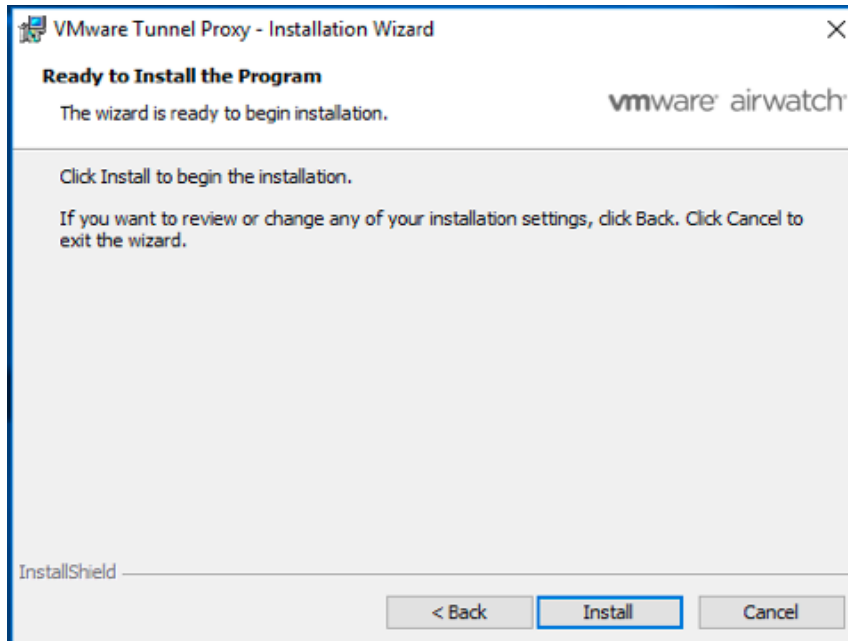 VMware Tunnel Proxy - Installation Wizard
Ready to Install the Program
The wizard is ready to begin installation.
vmware airwatch
Click Install to begin the installation.
If you want to review or change any of your installation settings, click Back. Click Cancel to
exit the wizard.
InstallShield
< Back
Install
Cancel